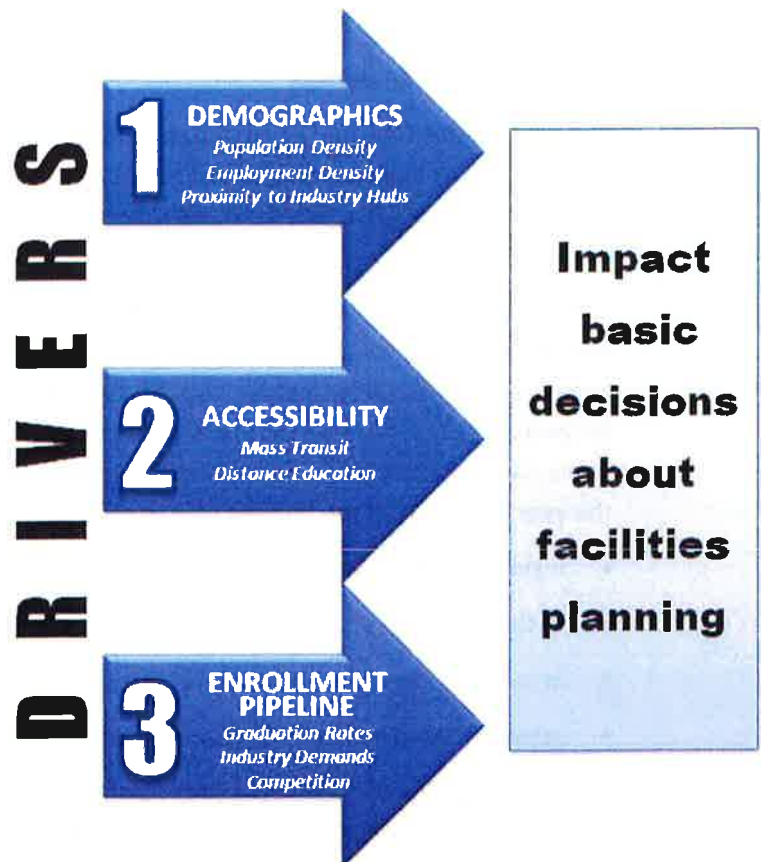 DRIVERS
1
DEMOGRAPHICS
Population Density
Employment Density
Proximity to Industry Hubs
2
ACCESSIBILITY
Mass Transit
Distance Education
3
ENROLLMENT
PIPELINE
Graduation Rates
Industry Demands
Competition
Impact
basic
decisions
about
facilities
planning